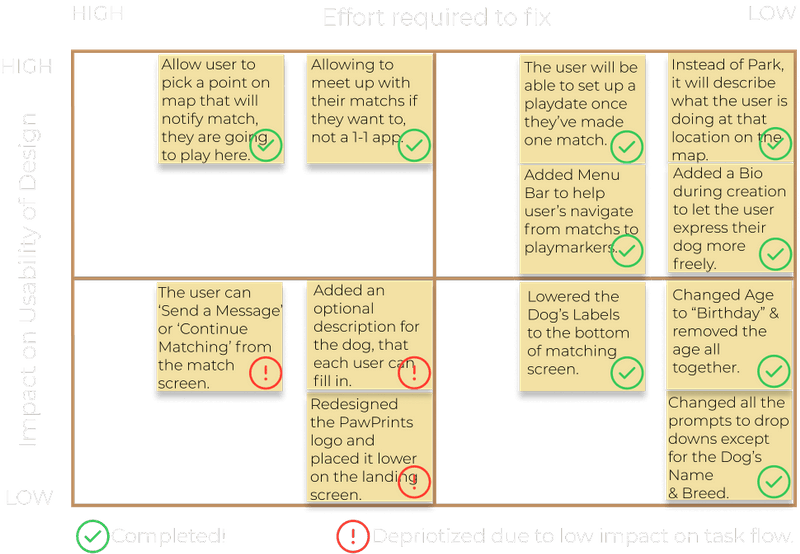 HIGH
Effort required to fix
LOW
HIGH
Impact on Usability of Design
LOW
Allow user to
pick a point on
map that will
notify match,
they are going
to play here.
Allowing to
meet up with
their matchs if
they want to,
not a 1-1 app.
The user will be
able to set up a
playdate once
they've made
one match.
Instead of Park,
it will describe
what the user is
doing at that
location on the
map.
Added Menu
Bar to help
user's navigate
from matchs to
playmarkers.
Added a Bio
during creation
to let the user
express their
dog more
freely.
The user can
'Send a Message'
or 'Continue
Matching' from
the match
screen.
Added an
optional
description for
the dog, that
each user can
fill in.
Redesigned
the PawPrints
logo and
placed it lower
on the landing
screen.
Lowered the
Dog's Labels
to the bottom
of matching
screen.
Changed Age
to "Birthday" &
removed the
age all
together.
Changed all the
prompts to drop
downs except
for the Dog's
Name
& Breed.
Completed!
Depriotized due to low impact on task flow.